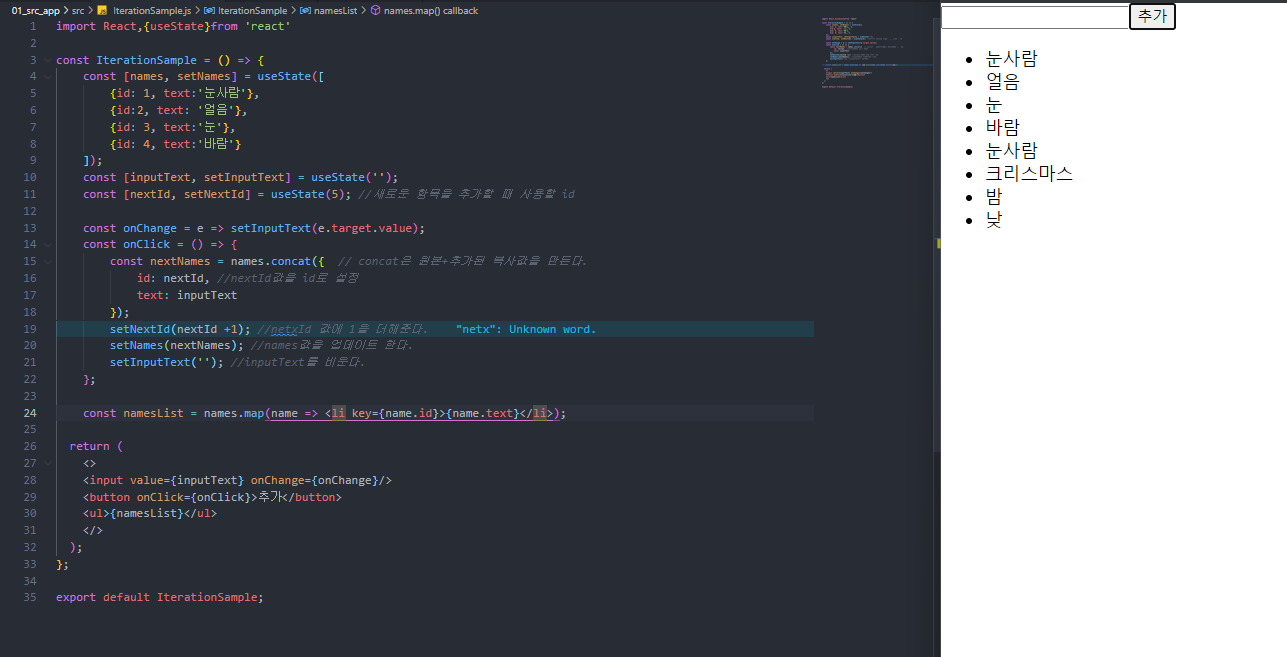 01_src_app > src > IterationSample.js > IterationSample > namesList > names.map() callback
1 import React,{useState}from 'react'
2
3 const IterationSample = () => {
4 const [names, setNames] = useState([
5 {id: 1, text:'눈사람'},
6 {id:2, text: '얼음'},
7 {id: 3, text:'눈'},
8 {id: 4, text:'바람'}
9 ]);
10 const [inputText, setInputText] = useState('');
11 const [nextId, setNextId] = useState(5); //새로운 항목을 추가할 때 사용할 id
12
13 const onChange = e => setInputText(e.target.value);
14 const onClick = () => {
15 const nextNames = names.concat({ // concat은 원본+추가된 복사값을 만든다.
16 id: nextId, //nextId값을 id로 설정
17 text: inputText
18 });
19 setNextId(nextId +1); //netxId 값에 1을 더해준다. "netx": Unknown word.
20 setNames(nextNames); //names값을 업데이트 한다.
21 setInputText(''); //inputText를 비운다.
22 };
23
24 const namesList = names.map(name => <li key={name.id}>{name.text}</li>);
25
26 return (
27 <>
28 <input value={inputText} onChange={onChange}/>
29 <button onClick={onClick}>추가</button>
30 <ul>{namesList}</ul>
31 </>
32 );
33 };
34
35 export default IterationSample;
추가
눈사람
얼음
눈
바람
눈사람
크리스마스
밤
낮